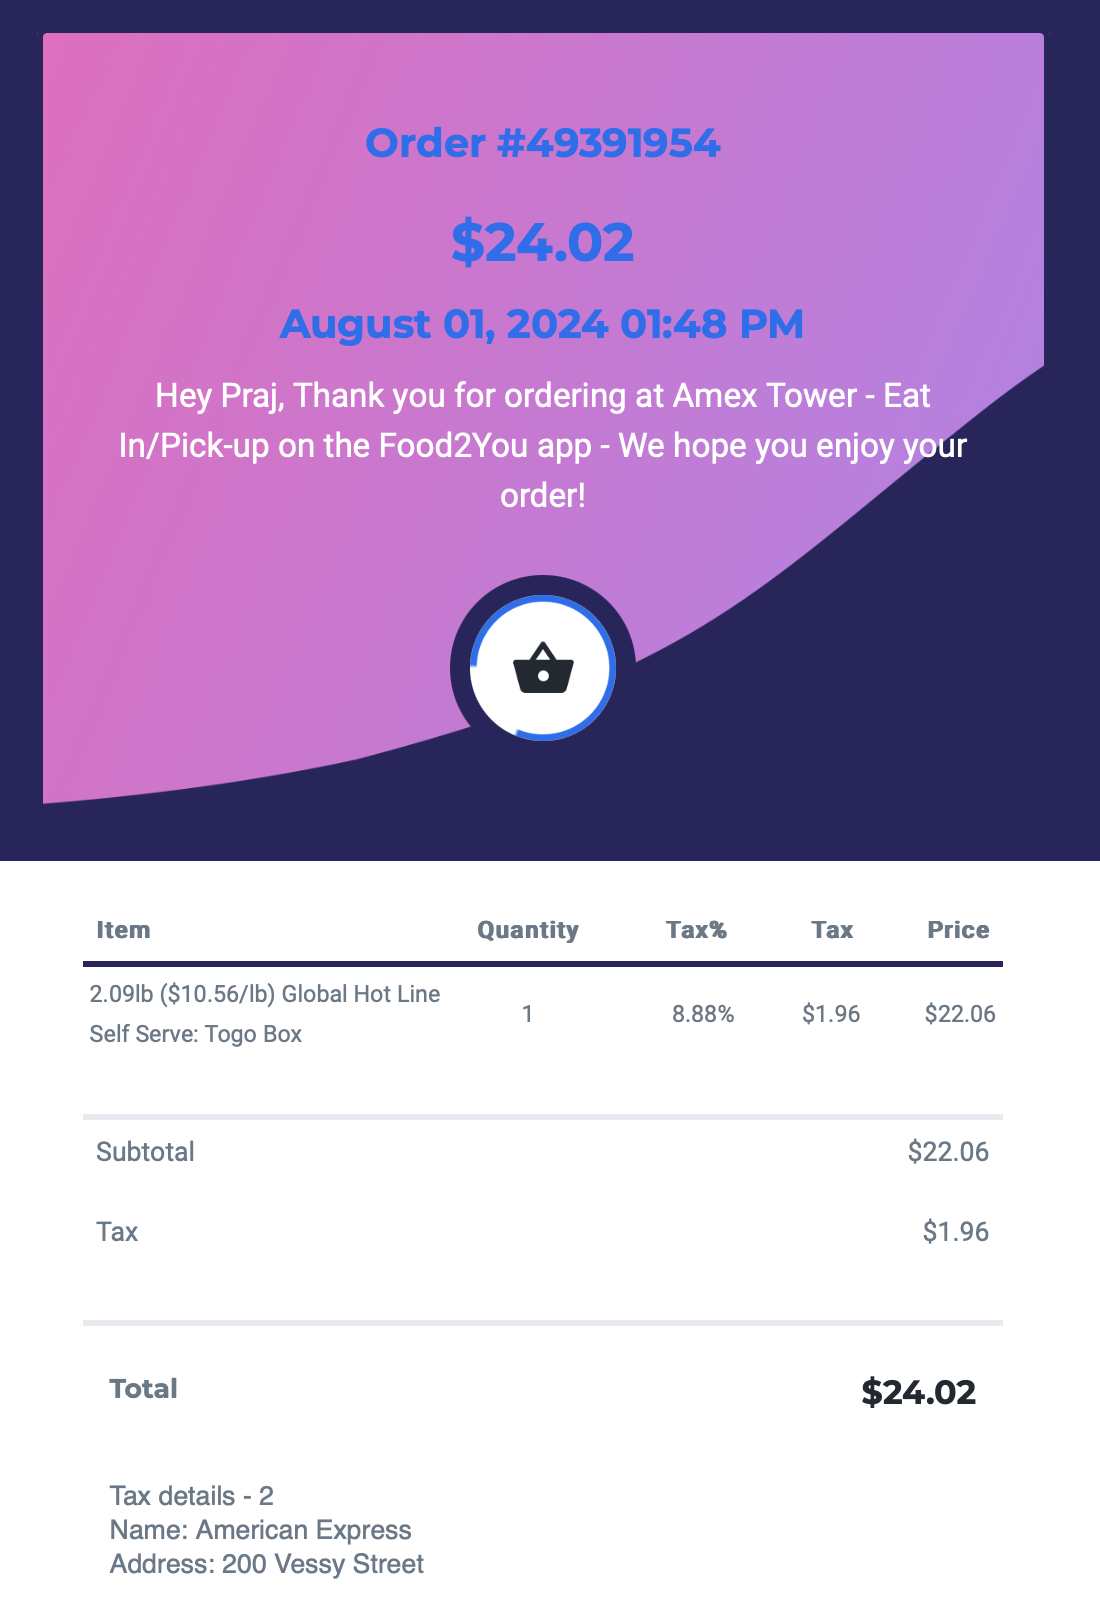 Order #49391954
$24.02
August 01, 2024 01:48 PM
Hey Praj, Thank you for ordering at Amex Tower - Eat
In/Pick-up on the Food2You app - We hope you enjoy your
order!
Item Quantity Tax% Tax Price
2.09lb ($10.56/lb) Global Hot Line
Self Serve: Togo Box 1 8.88% $1.96 $22.06
Subtotal $22.06
Tax $1.96
Total $24.02
Tax details - 2
Name: American Express
Address: 200 Vessy Street